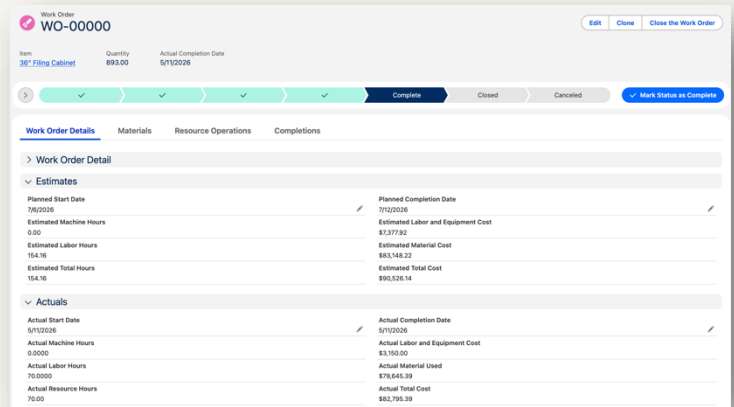 Work Order
WO-00000
Edit Clone Close the Work Order
Item Quantity Actual Completion Date
36" Filing Cabinet 893.00 5/11/2026
Complete Closed Canceled Mark Status as Complete
Work Order Details Materials Resource Operations Completions
Work Order Detail
Estimates
Planned Start Date Planned Completion Date
7/6/2026 7/12/2026
Estimated Machine Hours Estimated Labor and Equipment Cost
0.00 $7,377.92
Estimated Labor Hours Estimated Material Cost
154.16 $83,148.22
Estimated Total Hours Estimated Total Cost
154.16 $90,526.14
Actuals
Actual Start Date Actual Completion Date
5/11/2026 5/11/2026
Actual Machine Hours Actual Labor and Equipment Cost
0.0000 $3,150.00
Actual Labor Hours Actual Material Used
70.0000 $79,645.39
Actual Resource Hours Actual Total Cost
70.00 $82,795.39